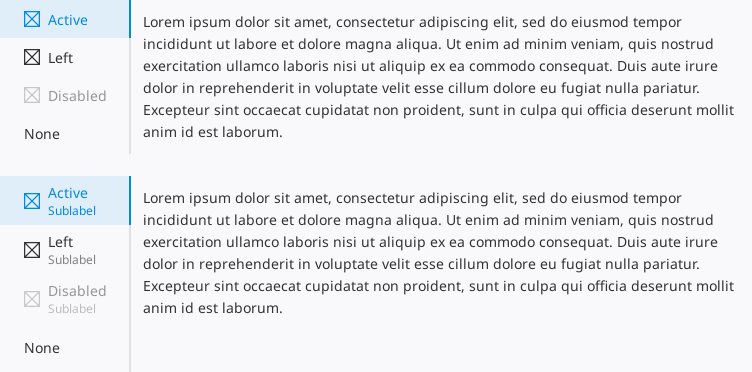 Active
Left
Disabled
None
Lorem ipsum dolor sit amet, consectetur adipiscing elit, sed do eiusmod tempor
incididunt ut labore et dolore magna aliqua. Ut enim ad minim veniam, quis nostrud
exercitation ullamco laboris nisi ut aliquip ex ea commodo consequat. Duis aute irure
dolor in reprehenderit in voluptate velit esse cillum dolore eu fugiat nulla pariatur.
Excepteur sint occaecat cupidatat non proident, sunt in culpa qui officia deserunt mollit
anim id est laborum.
Active
Sublabel
Left
Sublabel
Disabled
Sublabel
None
Lorem ipsum dolor sit amet, consectetur adipiscing elit, sed do eiusmod tempor
incididunt ut labore et dolore magna aliqua. Ut enim ad minim veniam, quis nostrud
exercitation ullamco laboris nisi ut aliquip ex ea commodo consequat. Duis aute irure
dolor in reprehenderit in voluptate velit esse cillum dolore eu fugiat nulla pariatur.
Excepteur sint occaecat cupidatat non proident, sunt in culpa qui officia deserunt mollit
anim id est laborum.